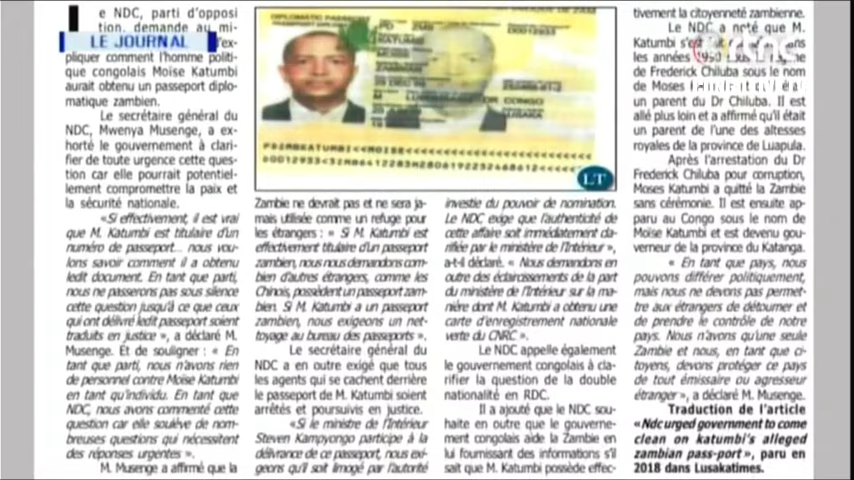 Le NDC, parti d'opposi
tion, demande au mi-
LE JOURNAL
pliquer comment l'homme politi-
que congolais Moïse Katumbi
aurait obtenu un passeport diplo-
matique zambien.
Le secrétaire général du
NDC, Mwenya Musenge, a ex-
horté le gouvernement à clari-
fier de toute urgence cette ques-
tion car elle pourrait potentiel-
lement compromettre la paix et
la sécurité nationale.
«Si effectivement, il est vrai
que M. Katumbi est titulaire d'un
numéro de passeport... nous vou-
lons savoir comment il a obtenu
ledit document. En tant que parti,
nous ne passerons pas sous silence
cette question jusqu'à ce que ceux
qui ont délivré ledit passeport soient
traduits en justice», a déclaré M.
Musenge. Et de souligner : « En
tant que parti, nous n'avons rien
de personnel contre Moïse Katumbi
en tant qu'individu. En tant que
NDC, nous avons commenté cette
question car elle soulève de nom-
breuses questions qui nécessitent
des réponses urgentes ».
M. Musenge a affirmé que la
DIPLOMATIC PASSPORT
KATUMBI
CONGO
LUSAKA
LT
Zambie ne devrait pas et ne sera ja-
mais utilisée comme un refuge pour
les étrangers : « Si M. Katumbi est
effectivement titulaire d'un passeport
zambien, nous nous demandons com-
bien d'autres étrangers, comme les
Chinois, possèdent un passeport zam-
bien. Si M. Katumbi a un passeport
zambien, nous exigeons un net-
toyage au bureau des passeports ».
Le secrétaire général du
NDC a en outre exigé que tous
les agents qui se cachent derrière
le passeport de M. Katumbi soient
arrêtés et poursuivis en justice.
«Si le ministre de l'Intérieur
Steven Kampyongo participe à la
délivrance de ce passeport, nous exi-
geons qu'il soit limogé par l'autorité
investie du pouvoir de nomination.
Le NDC exige que l'authenticité de
cette affaire soit immédiatement cla-
rifiée par le ministère de l'Intérieur»,
a-t-il déclaré. « Nous demandons en
outre des éclaircissements de la part
du ministère de l'Intérieur sur la ma-
nière dont M. Katumbi a obtenu une
carte d'enregistrement nationale
verte du CNRC ».
Le NDC appelle également
le gouvernement congolais à cla-
rifier la question de la double
nationalité en RDC.
Il a ajouté que le NDC sou-
haite en outre que le gouverne-
ment congolais aide la Zambie en
lui fournissant des informations s'il
sait que M. Katumbi possède effec-
tivement la citoyenneté zambienne.
Le NDC a noté que M.
Katumbi s'est
les années 1990 sous
de Frederick Chiluba sous le nom
de Moses
un parent du Dr Chiluba. Il est
allé plus loin et a affirmé qu'il était
un parent de l'une des altesses
royales de la province de Luapula.
Après l'arrestation du Dr
Frederick Chiluba pour corruption,
Moses Katumbi a quitté la Zambie
sans cérémonie. Il est ensuite ap-
paru au Congo sous le nom de
Moïse Katumbi et est devenu gou-
verneur de la province du Katanga.
« En tant que pays, nous
pouvons différer politiquement,
mais nous ne devons pas permet-
tre aux étrangers de détourner et
de prendre le contrôle de notre
pays. Nous n'avons qu'une seule
Zambie et nous, en tant que ci-
toyens, devons protéger ce pays
de tout émissaire ou agresseur
étranger», a déclaré M. Musenge.
Traduction de l'article
«Ndc urged government to come
clean on katumbi's alleged
zambian pass-port», paru en
2018 dans Lusakatimes.